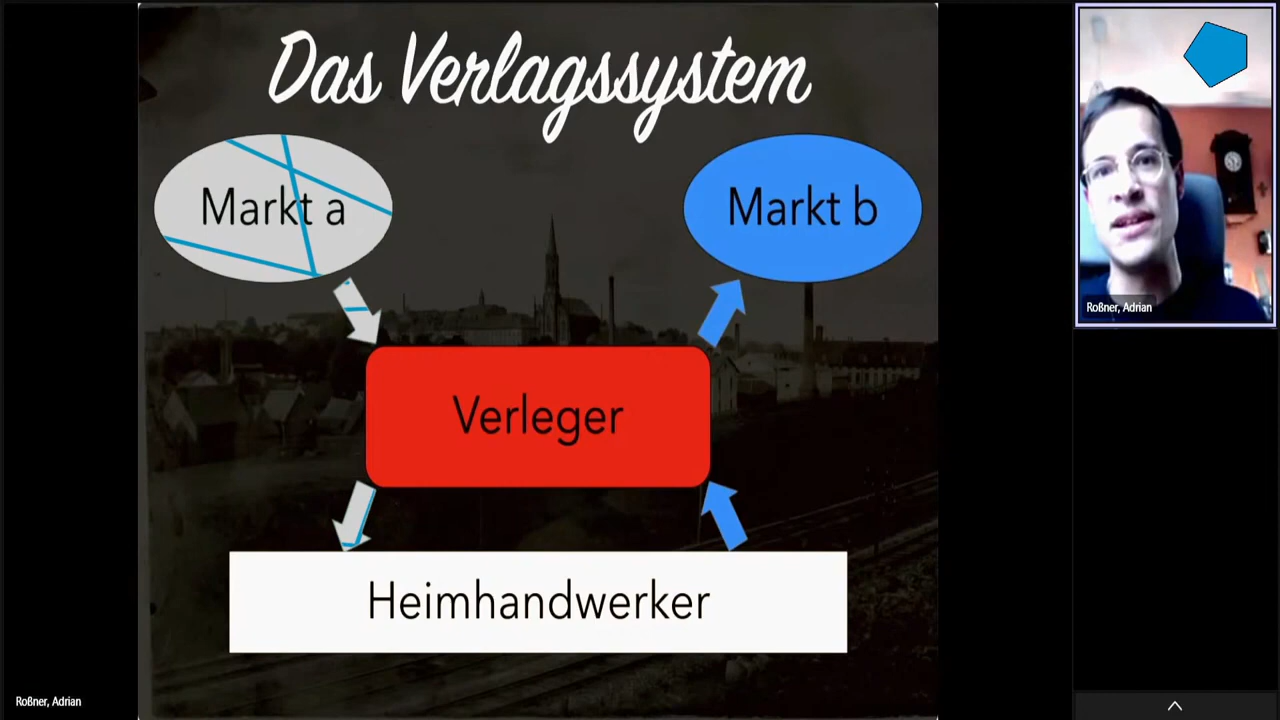 Das Verlagssystem
Markt a
Markt b
Verleger
Heimhandwerker
Roßner, Adrian
Roßner, Adrian